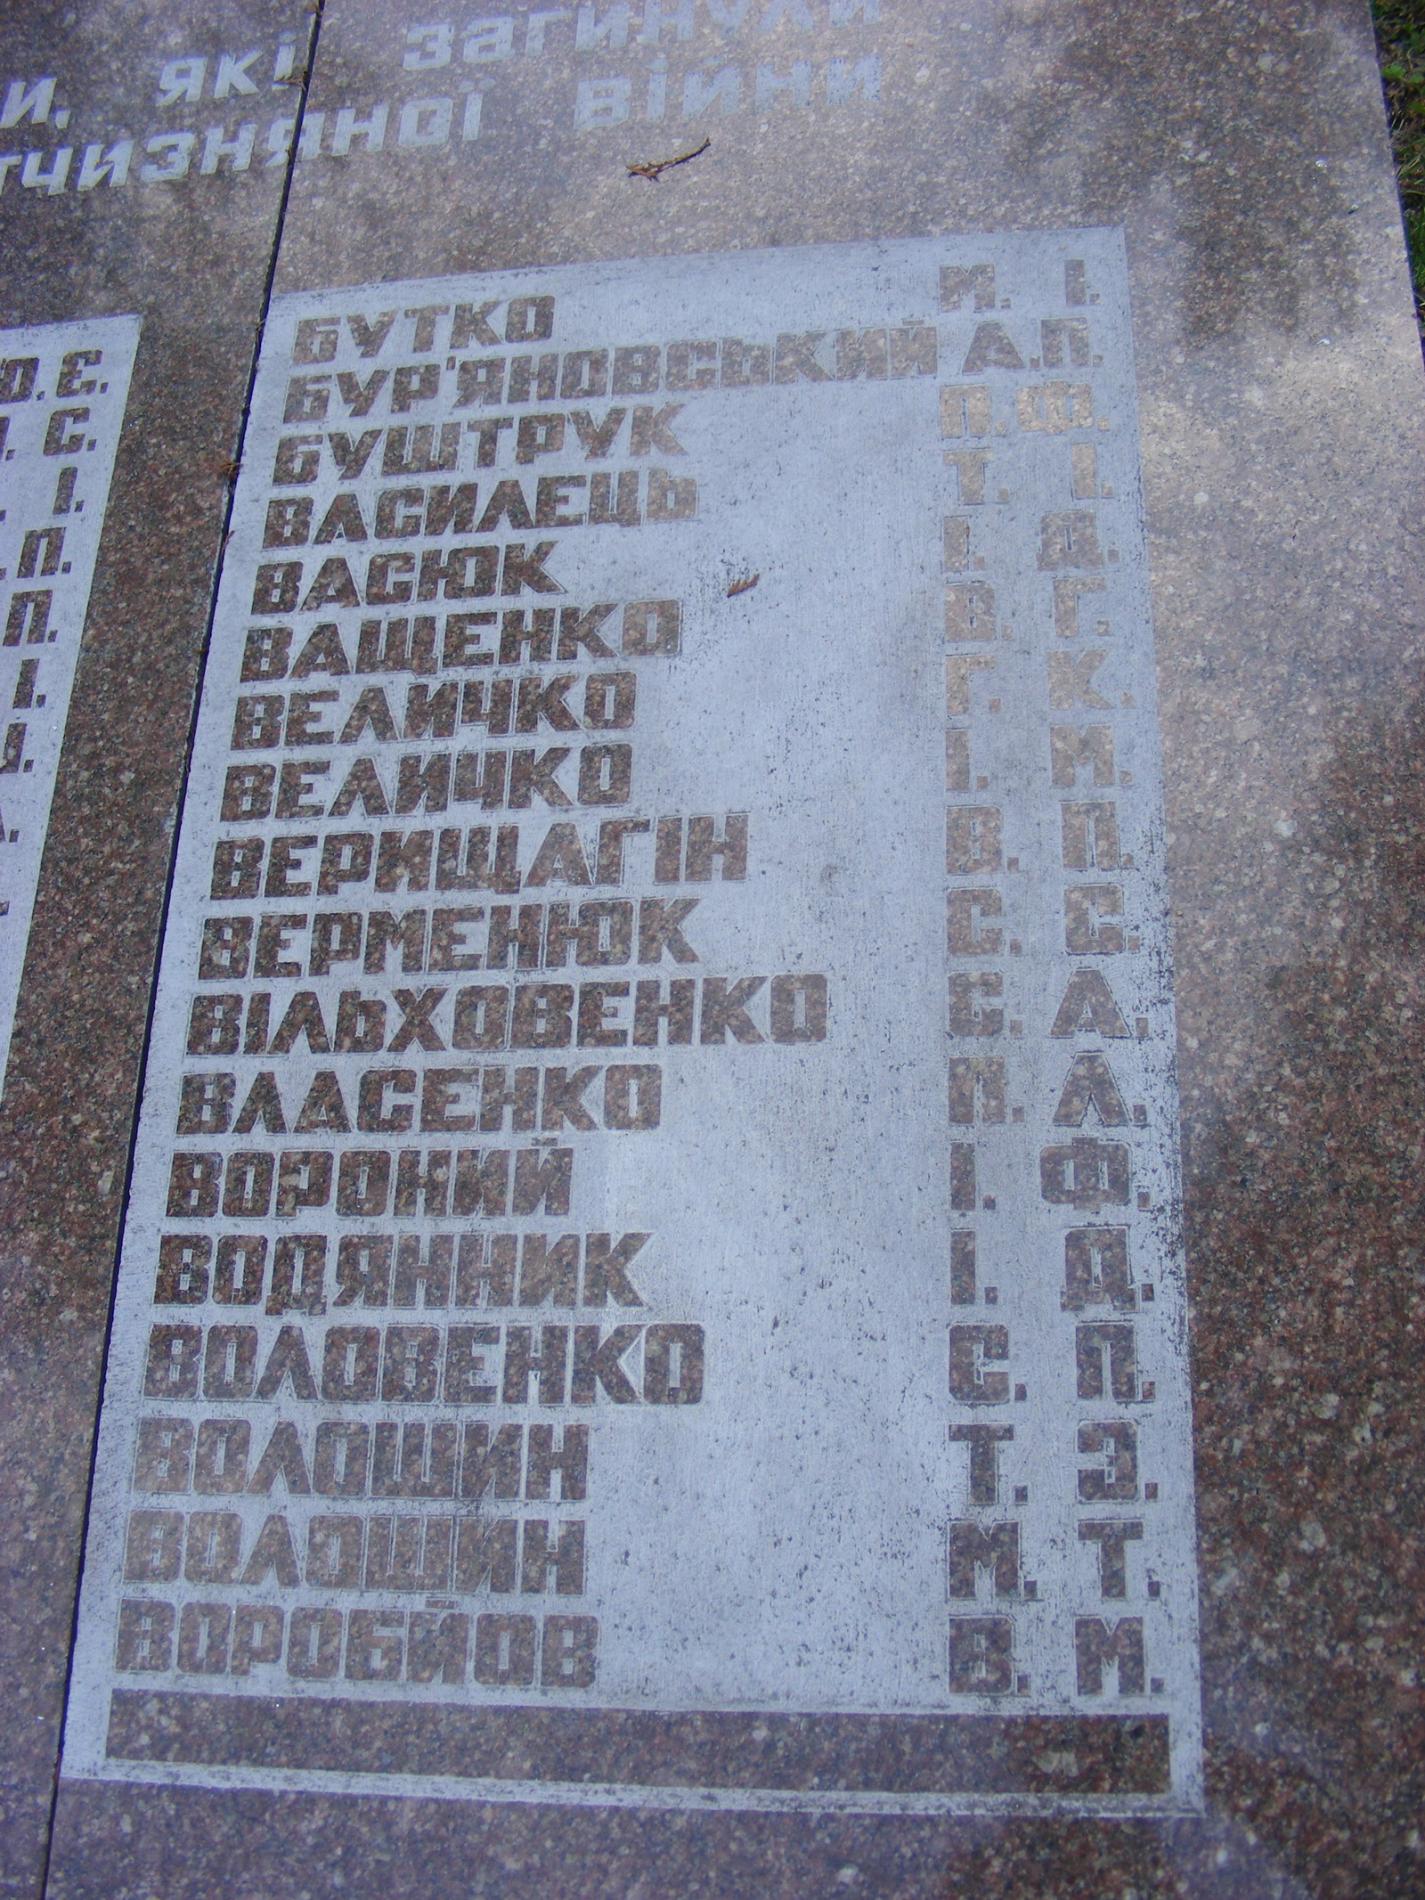 які загинули
війни
БУТКО М. І.
БУР'ЯНОВСЬКИЙ А.П.
БУШТРУК П.Ф.
ВАСИЛЕЦЬ Т. І.
ВАСЮК І. Д.
ВАЩЕНКО В. Г.
ВЕЛИЧКО Г. К.
ВЕЛИЧКО І. М.
ВЕРИЩАГІН В. П.
ВЕРМЕНЮК С. С.
ВІЛЬХОВЕНКО Є. А.
ВЛАСЕНКО П. Л.
ВОРОНИЙ І. Ф.
ВОДЯННИК І. Д.
ВОЛОВЕНКО С. П.
ВОЛОШИН Т. З.
ВОЛОШИН М. Т.
ВОРОБЙОВ В. М.